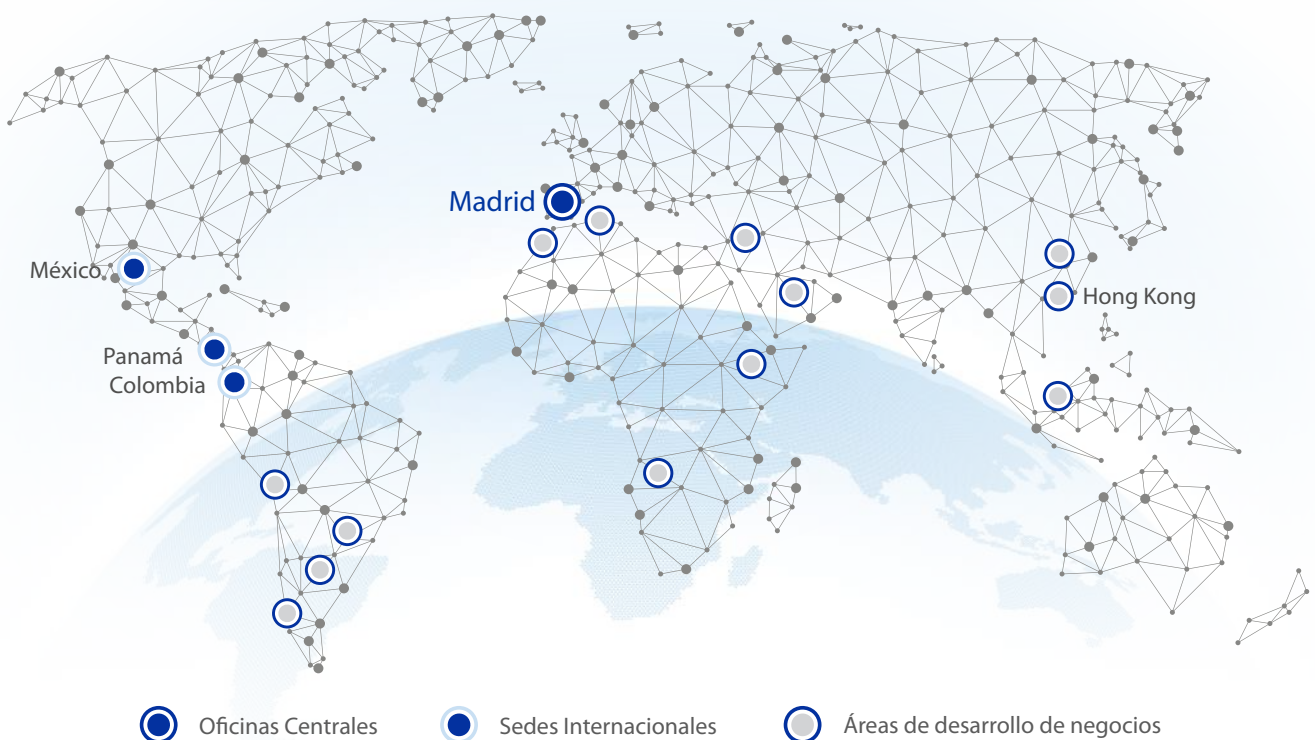 Madrid
México
Hong Kong
Panamá
Colombia
Oficinas Centrales
Sedes Internacionales
Áreas de desarrollo de negocios